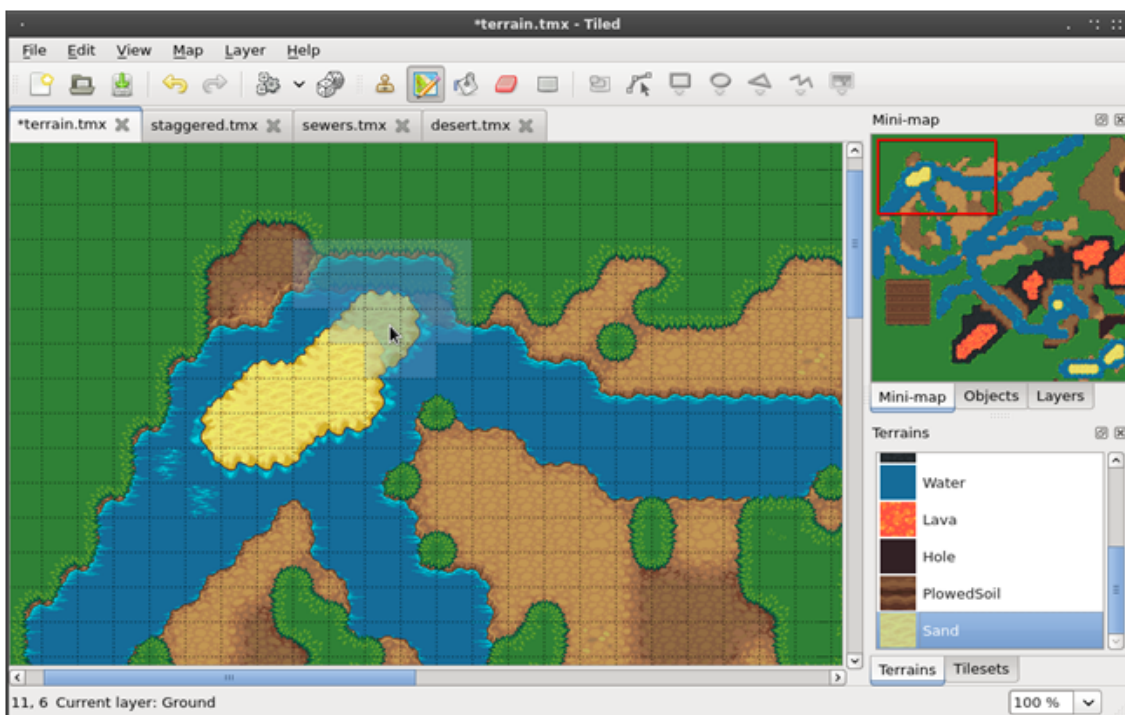 *terrain.tmx - Tiled
File Edit View Map Layer Help
*terrain.tmx staggered.tmx sewers.tmx desert.tmx
Mini-map
Mini-map Objects Layers
Terrains
Water
Lava
Hole
PlowedSoil
Sand
Terrains Tilesets
11, 6 Current layer: Ground
100 %